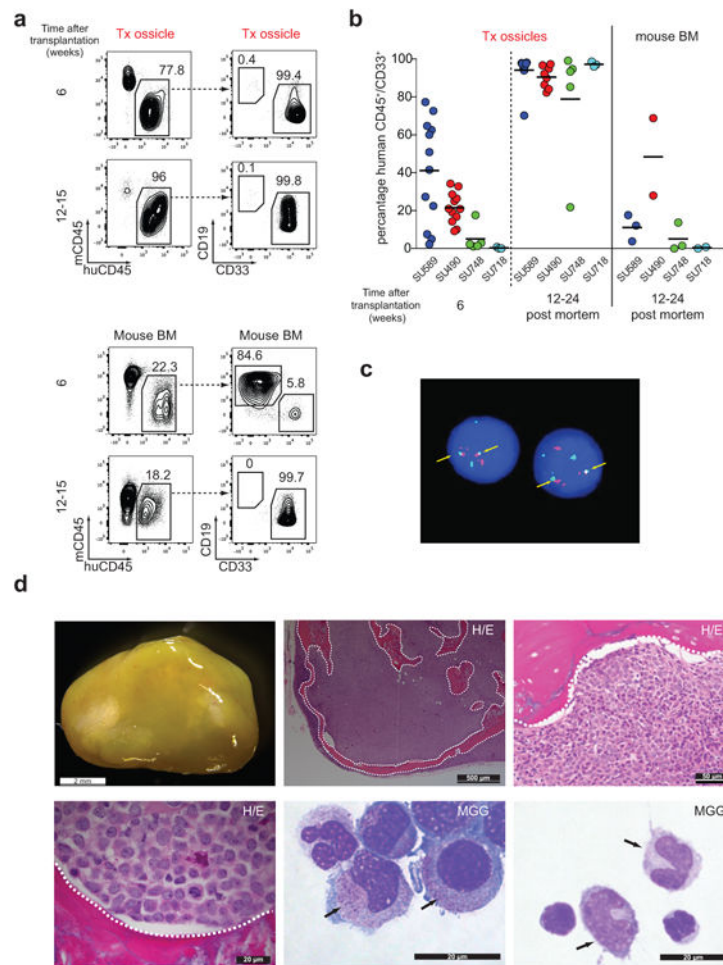 a
Time after
transplantation
(weeks)
Tx ossicle
Tx ossicle
6
77.8
0.4
99.4
12-15
96
0.1
99.8
mCD45
huCD45
CD19
CD33
Mouse BM
Mouse BM
6
22.3
84.6
5.8
12-15
18.2
0
99.7
mCD45
huCD45
CD19
CD33
b
Tx ossicles
mouse BM
percentage human CD45+/CD33+
100
80
60
40
20
0
SU589
SU490
SU748
SU718
SU589
SU490
SU748
SU718
SU589
SU490
SU748
SU718
Time after
transplantation
(weeks)
6
12-24
post mortem
12-24
post mortem
c
d
2 mm
H/E
500 µm
H/E
50 µm
H/E
20 µm
MGG
20 µm
MGG
20 µm